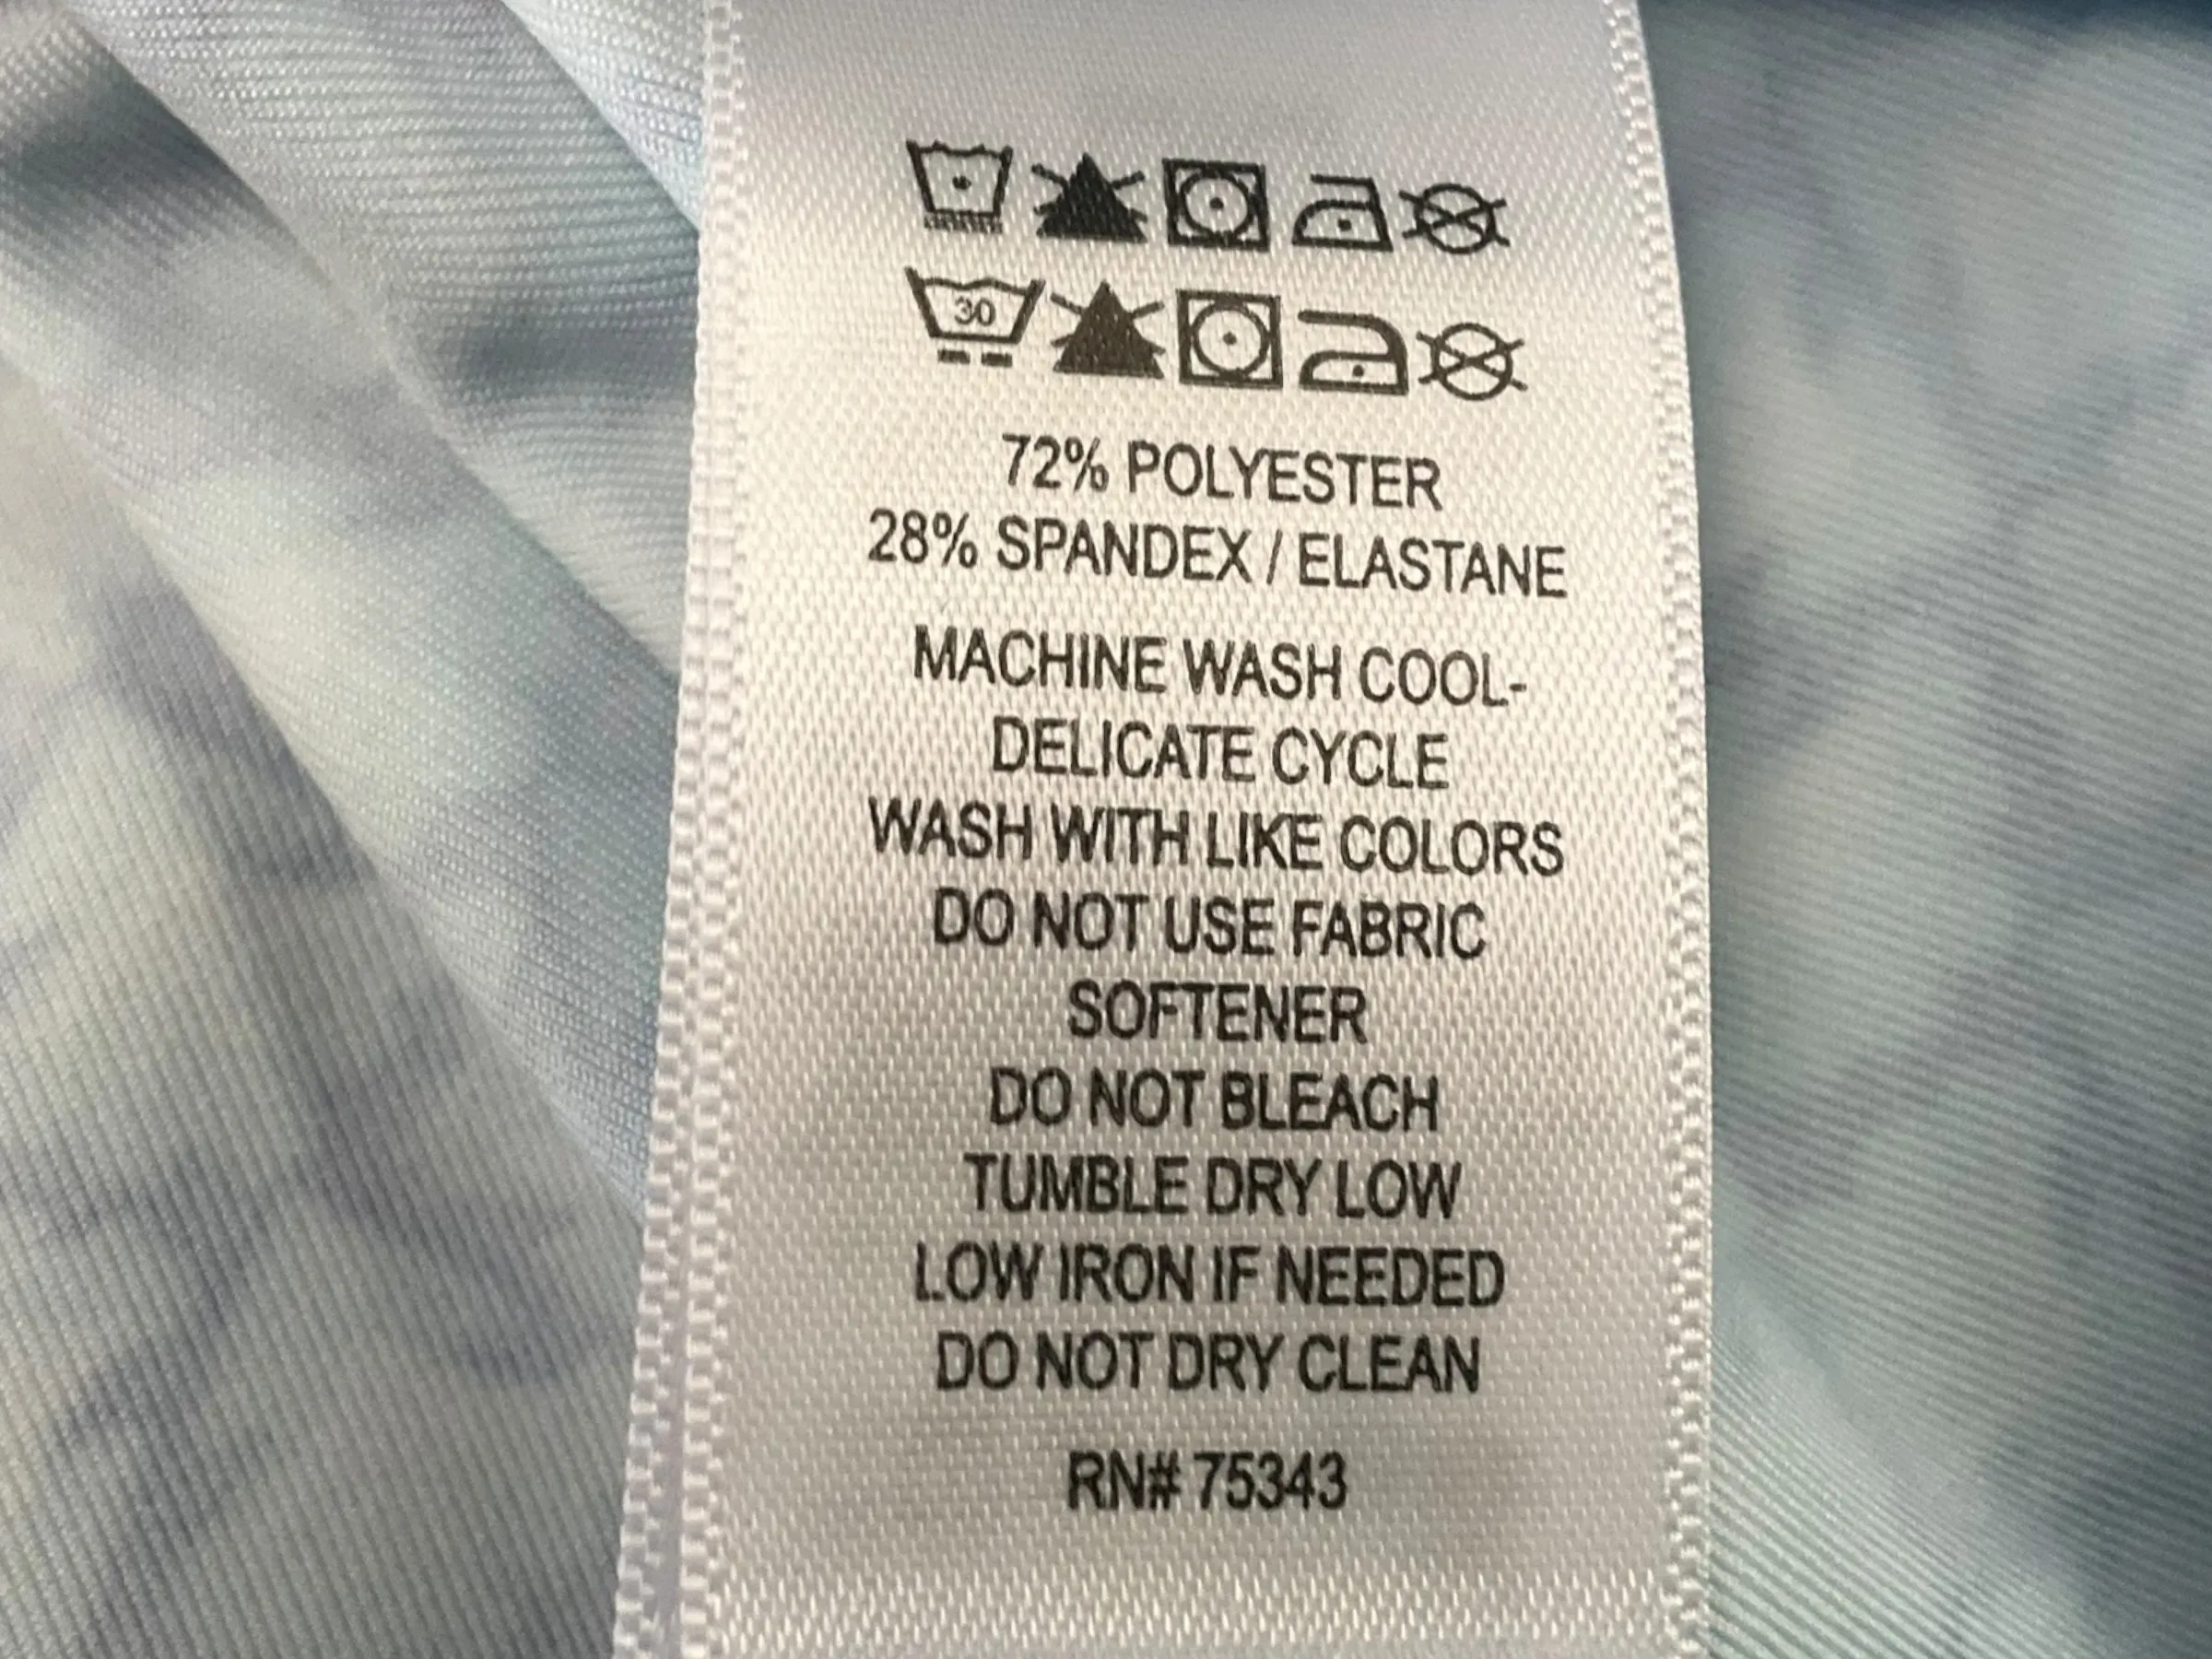 30
72% POLYESTER
28% SPANDEX / ELASTANE
MACHINE WASH COOL-
DELICATE CYCLE
WASH WITH LIKE COLORS
DO NOT USE FABRIC
SOFTENER
DO NOT BLEACH
TUMBLE DRY LOW
LOW IRON IF NEEDED
DO NOT DRY CLEAN
RN# 75343